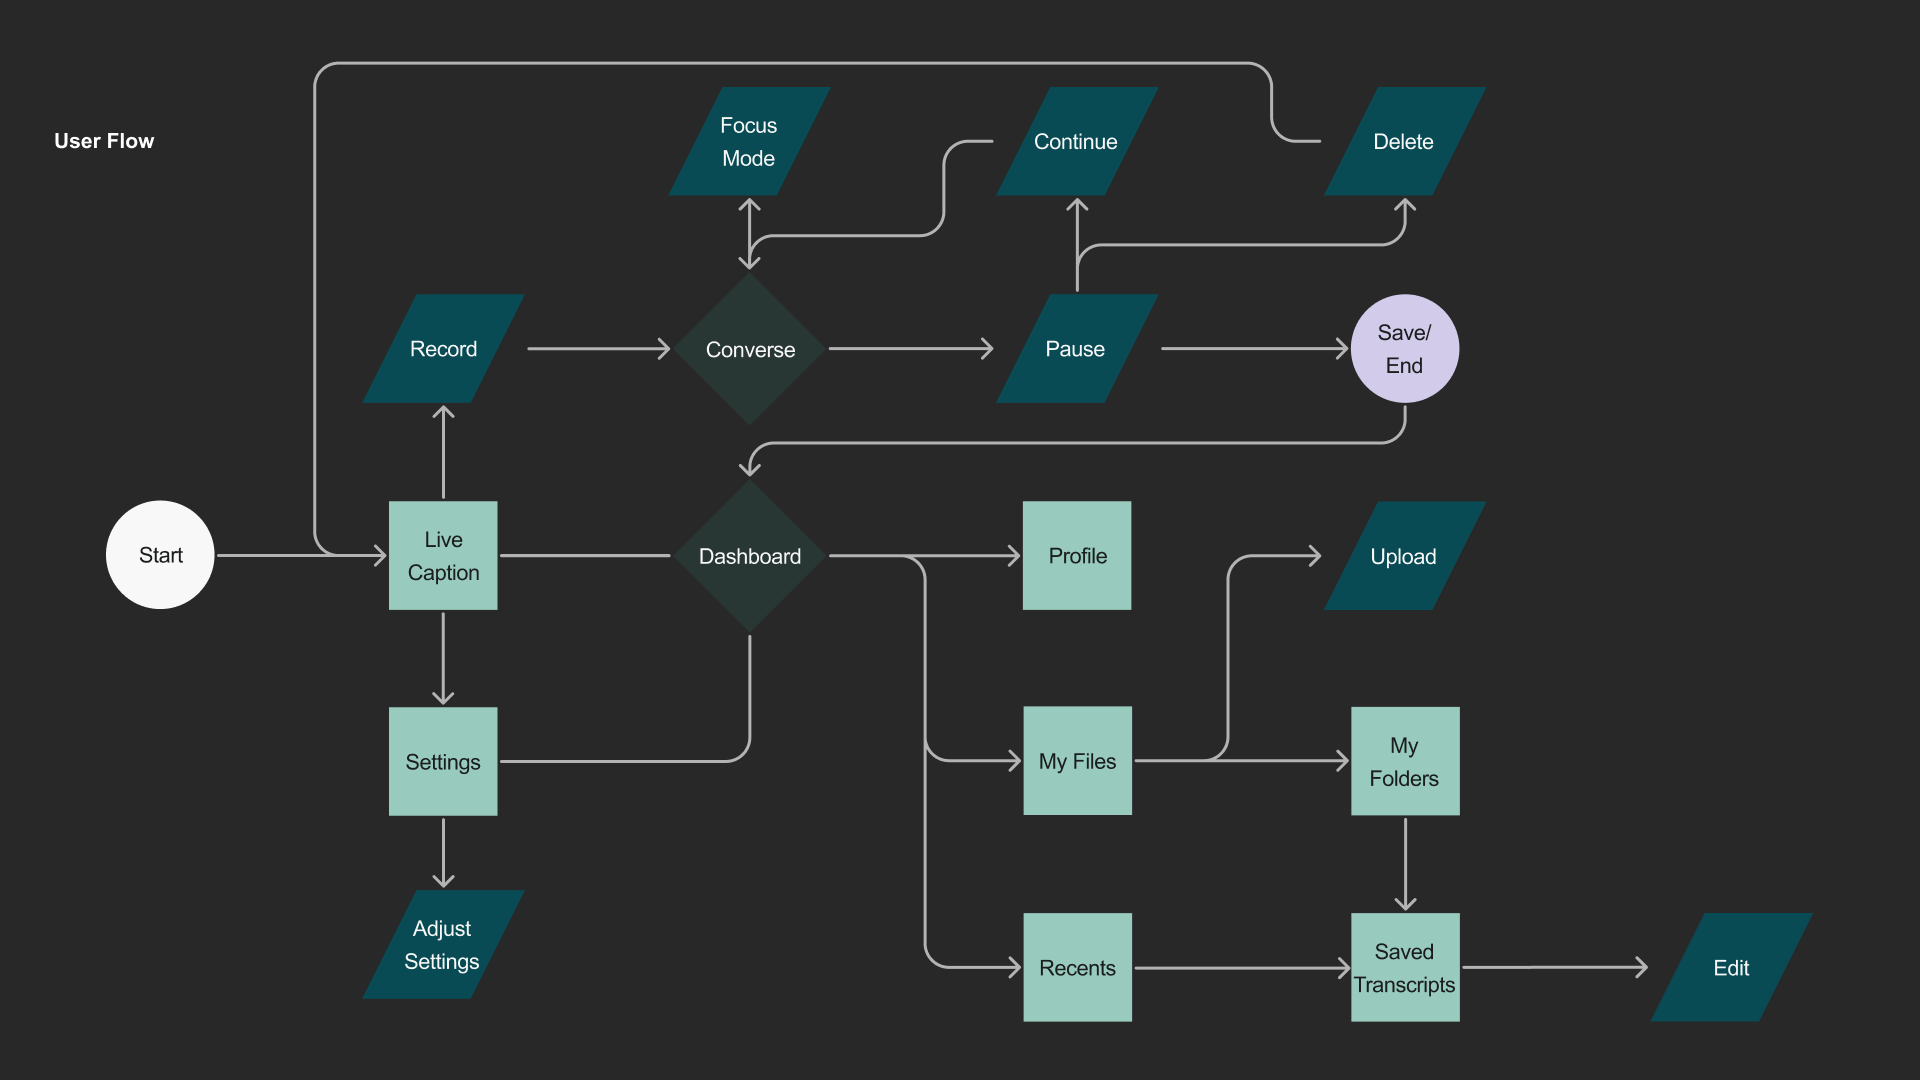 User Flow
Focus
Mode
Continue
Delete
Record
Converse
Pause
Save/
End
Start
Live
Caption
Dashboard
Profile
Upload
Settings
My Files
My
Folders
Adjust
Settings
Recents
Saved
Transcripts
Edit